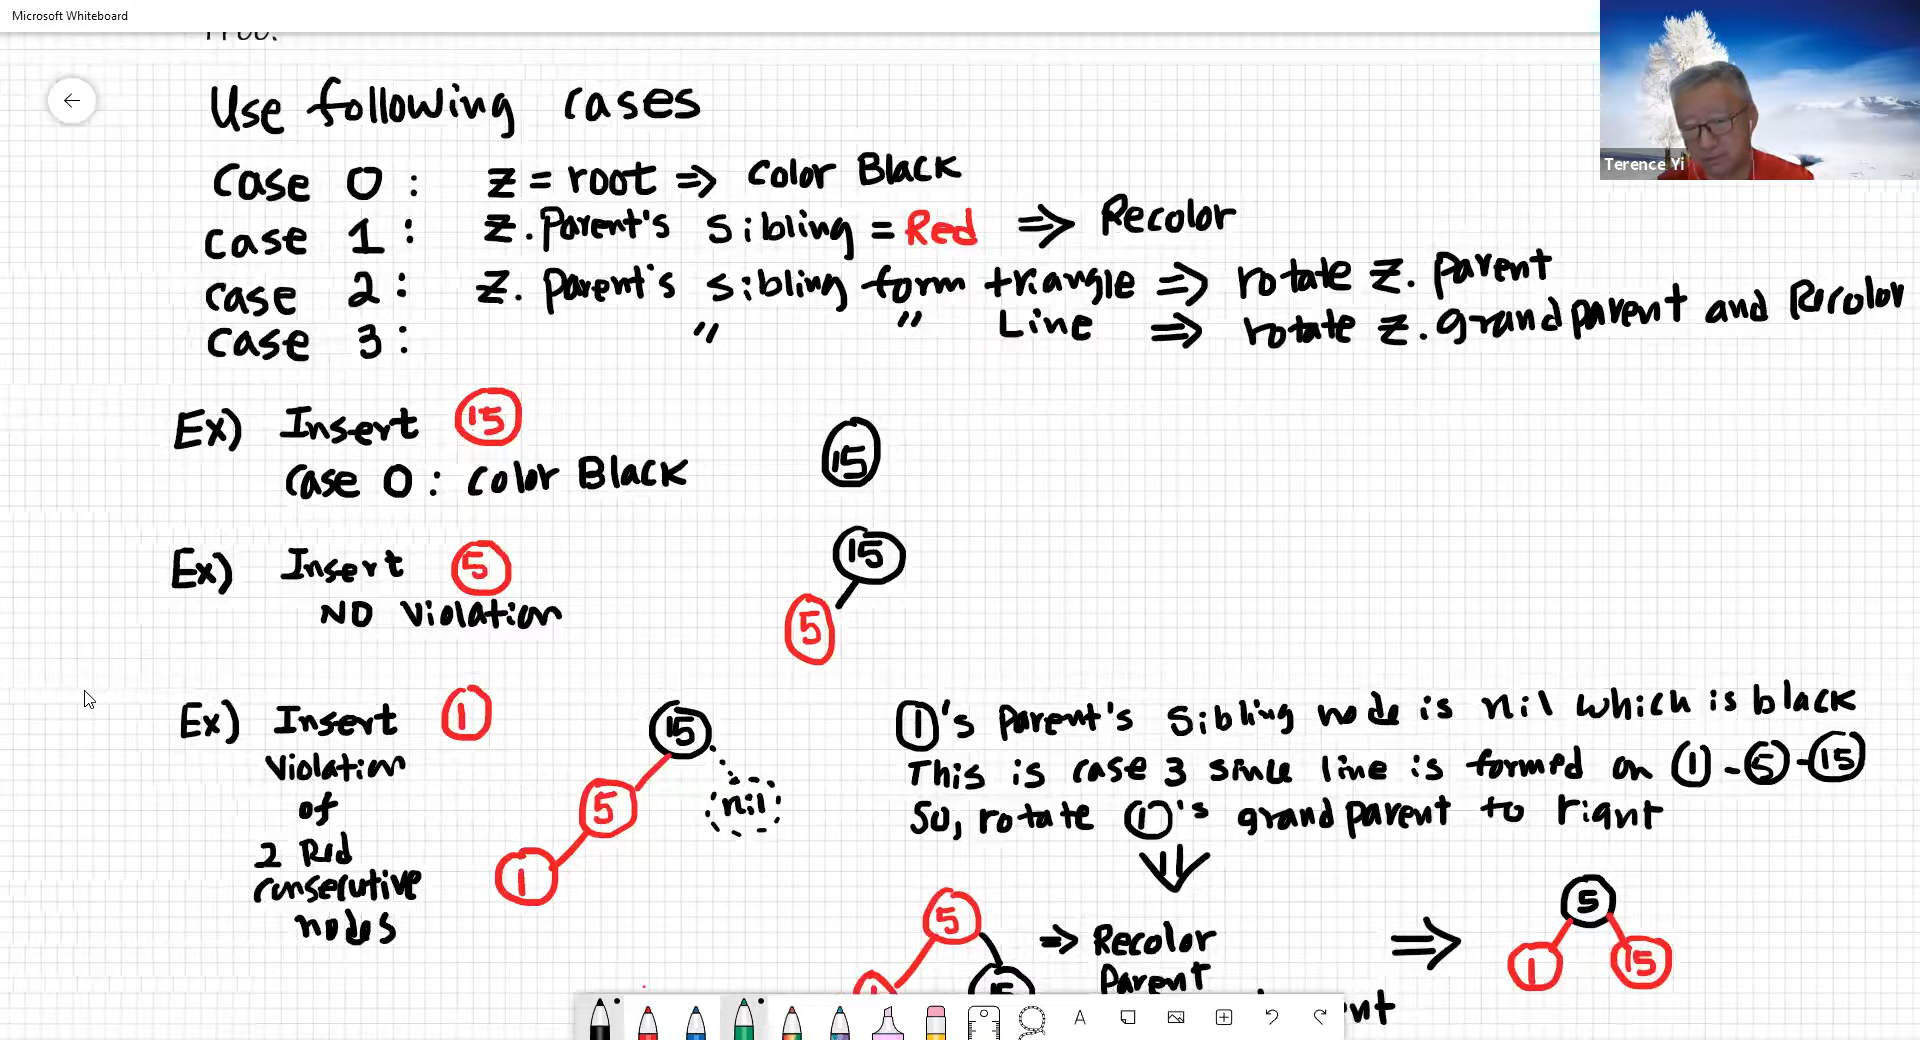 Microsoft Whiteboard
Use following cases
Case 0 : z = root => Color Black
Case 1 : z.Parent's sibling = Red => Recolor
Case 2 : z. parent's sibling form triangle => rotate z. parent
Case 3 : " " Line => rotate z. grandparent and Recolor
Terence Yi
Ex) Insert 15
15
Case 0 : Color Black
Ex) Insert 5
NO Violation
15
5
Ex) Insert 1
Violation
of
2 Red
consecutive
nodes
15
5
nil
1
1's parent's sibling node is nil which is black
This is case 3 since line is formed on 1 - 5 - 15
So, rotate 1's grandparent to right
5
15
=> Recolor
Parent
=>
5
1
15